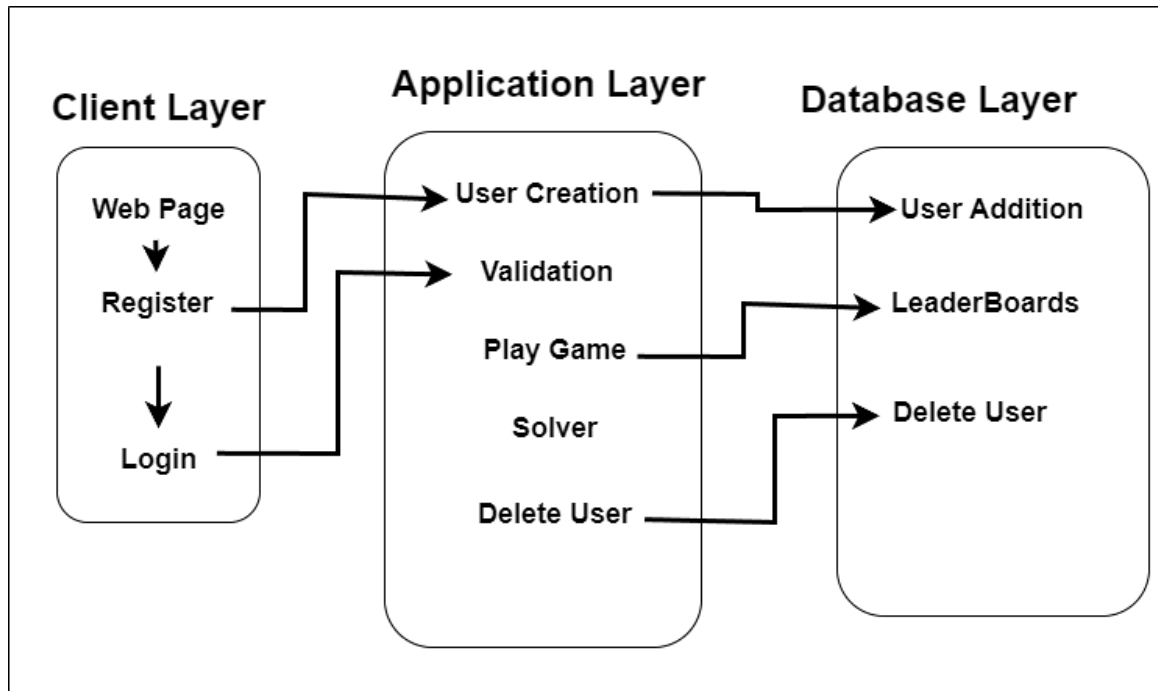 Client Layer
Web Page
Register
Login
Application Layer
User Creation
Validation
Play Game
Solver
Delete User
Database Layer
User Addition
LeaderBoards
Delete User